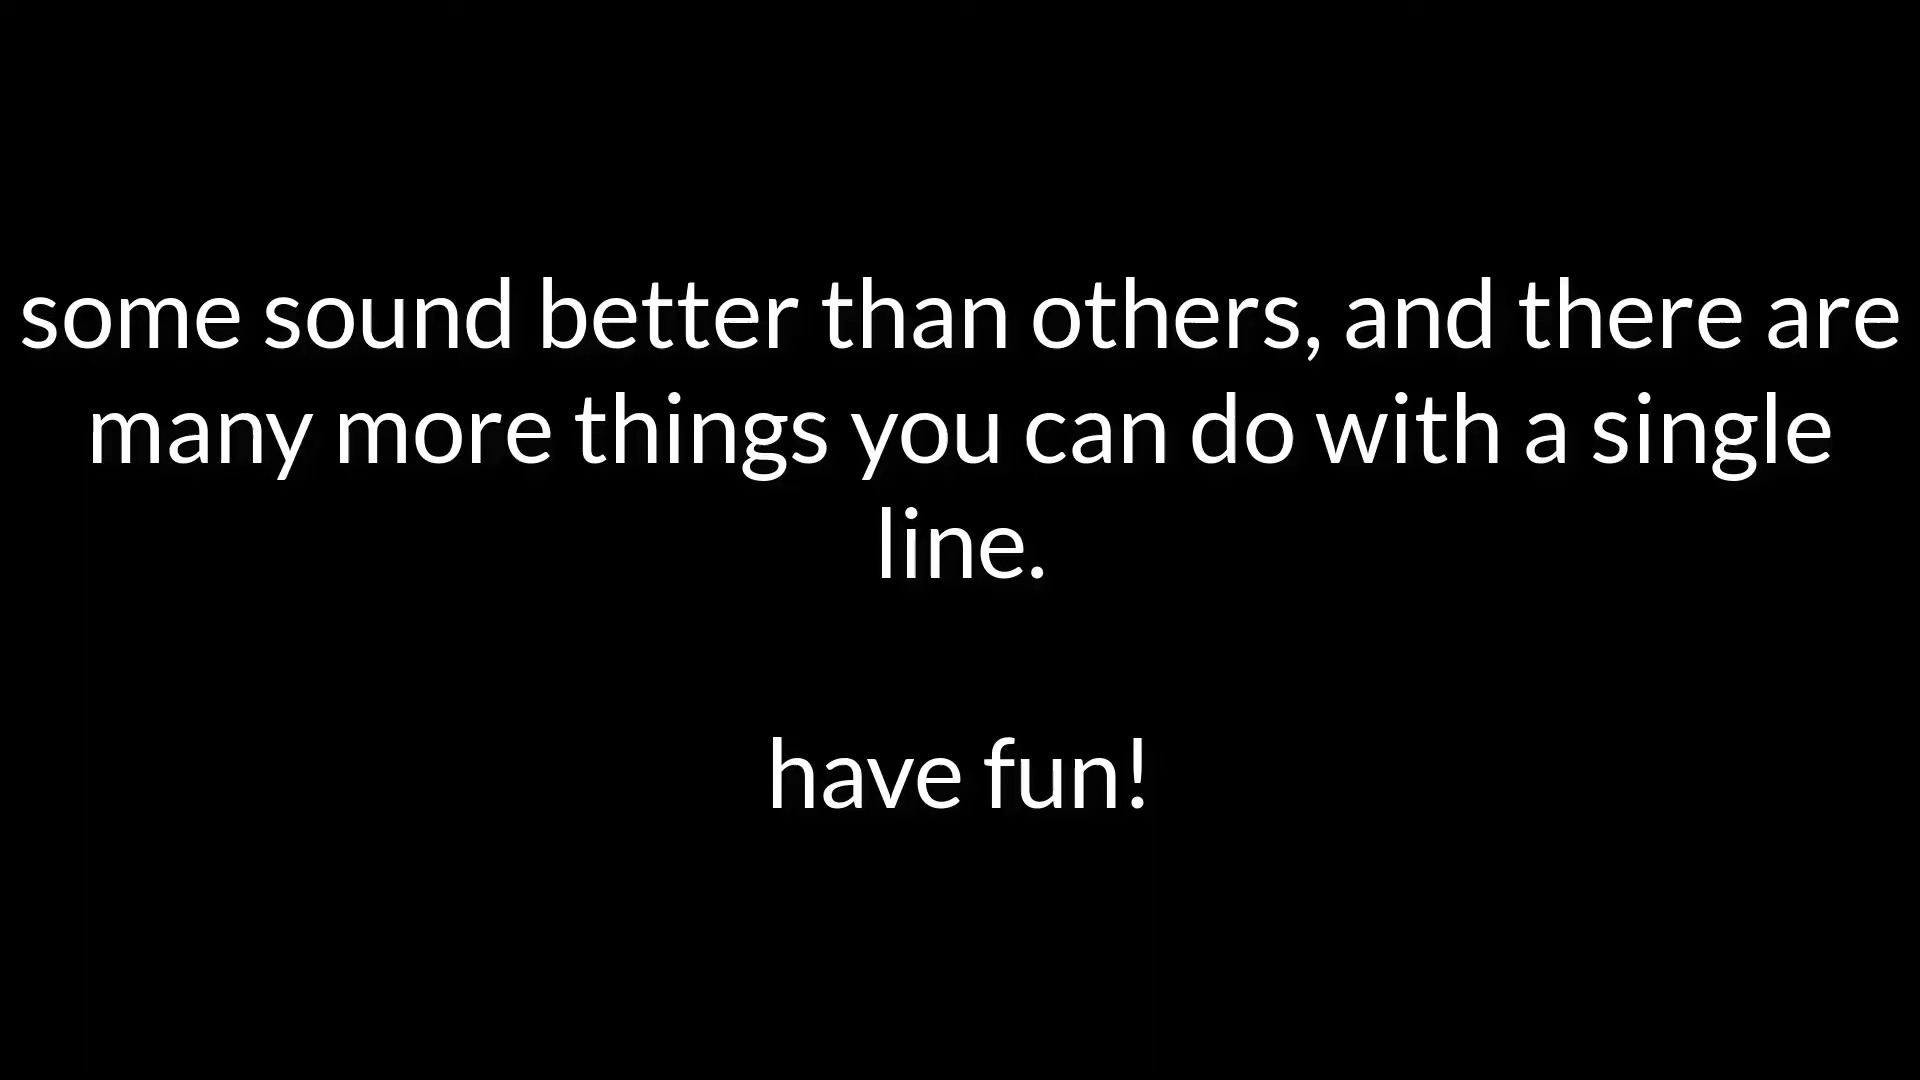 some sound better than others, and there are
many more things you can do with a single
line.
have fun!